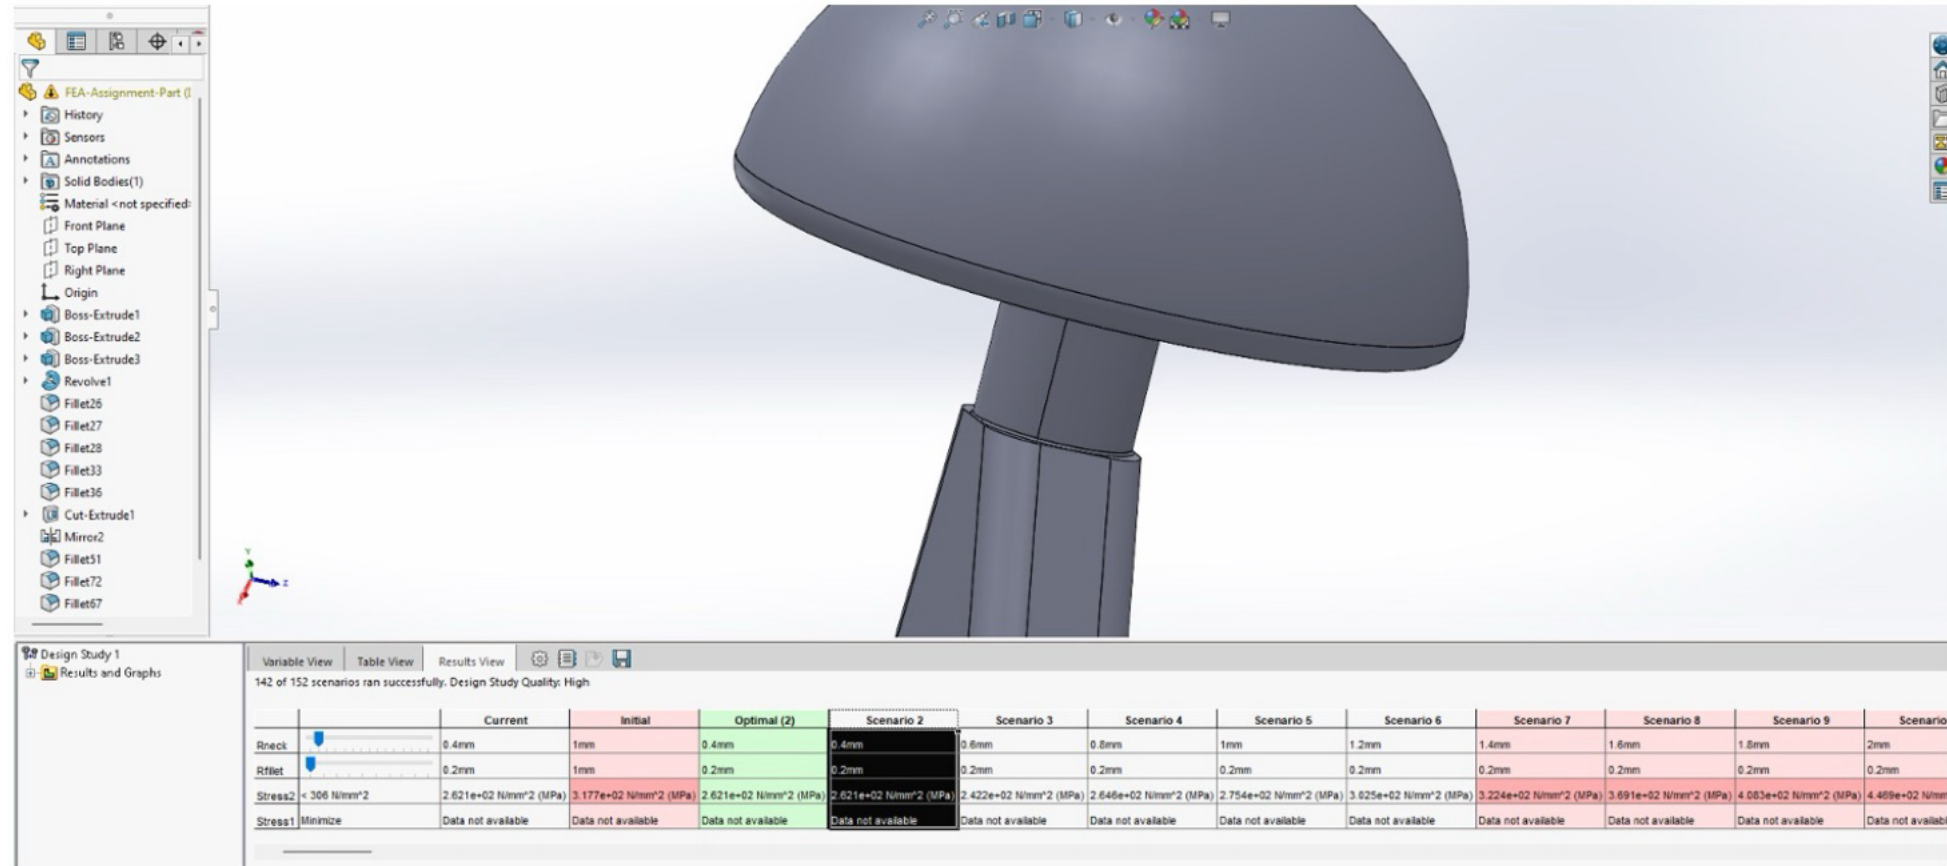 FEA-Assignment-Part (I
History
Sensors
Annotations
Solid Bodies(1)
Material <not specified>
Front Plane
Top Plane
Right Plane
Origin
Boss-Extrude1
Boss-Extrude2
Boss-Extrude3
Revolve1
Fillet26
Fillet27
Fillet28
Fillet33
Fillet36
Cut-Extrude1
Mirror2
Fillet51
Fillet72
Fillet67
Y
Z
Design Study 1
Results and Graphs
Variable View Table View Results View
142 of 152 scenarios ran successfully. Design Study Quality: High
Current Initial Optimal (2) Scenario 2 Scenario 3 Scenario 4 Scenario 5 Scenario 6 Scenario 7 Scenario 8 Scenario 9 Scenario
Rneck 0.4mm 1mm 0.4mm 0.4mm 0.6mm 0.8mm 1mm 1.2mm 1.4mm 1.6mm 1.8mm 2mm
Rfillet 0.2mm 1mm 0.2mm 0.2mm 0.2mm 0.2mm 0.2mm 0.2mm 0.2mm 0.2mm 0.2mm 0.2mm
Stress2 < 306 N/mm^2 2.621e+02 N/mm^2 (MPa) 3.177e+02 N/mm^2 (MPa) 2.621e+02 N/mm^2 (MPa) 2.621e+02 N/mm^2 (MPa) 2.422e+02 N/mm^2 (MPa) 2.646e+02 N/mm^2 (MPa) 2.754e+02 N/mm^2 (MPa) 3.025e+02 N/mm^2 (MPa) 3.224e+02 N/mm^2 (MPa) 3.691e+02 N/mm^2 (MPa) 4.083e+02 N/mm^2 (MPa) 4.469e+02 N/mm
Stress1 Minimize Data not available Data not available Data not available Data not available Data not available Data not available Data not available Data not available Data not available Data not available Data not available Data not availabl